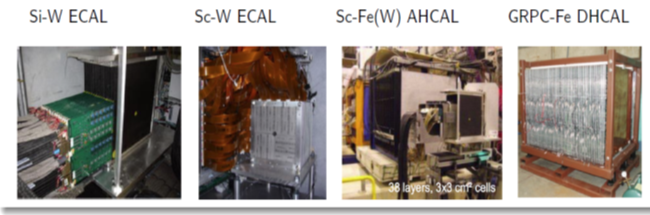 Si-W ECAL
Sc-W ECAL
Sc-Fe(W) AHCAL
GRPC-Fe DHCAL
38 layers, 3x3 cm² cells